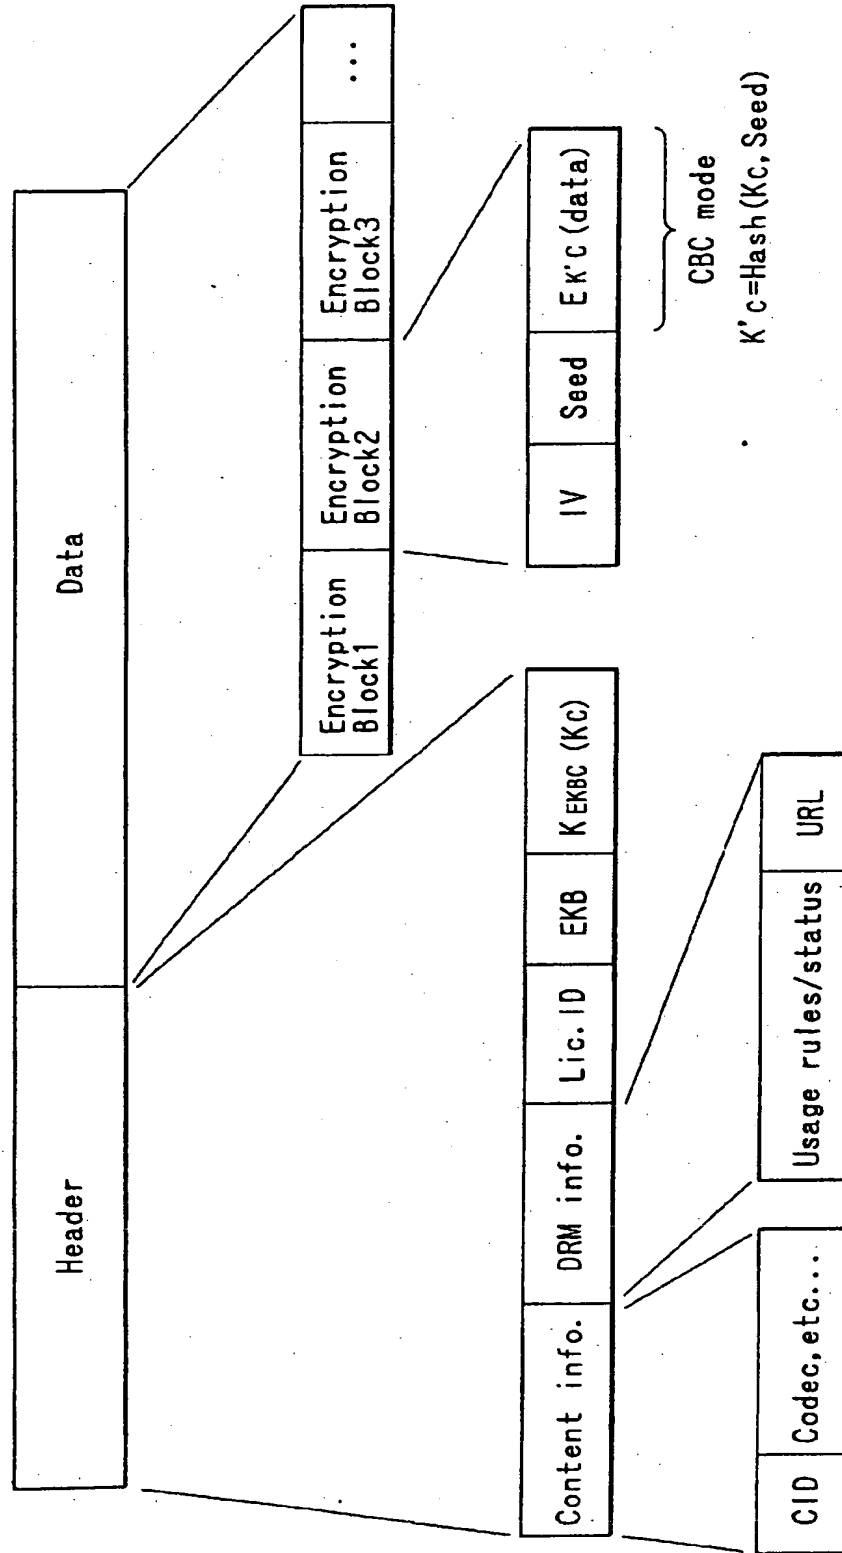 Header
Data
Encryption
Block1
Encryption
Block2
Encryption
Block3
...
Content info.
DRM info.
Lic.ID
EKB
KEKBC(Kc)
IV
Seed
EK'C(data)
CBC mode
K'c=Hash(Kc,Seed)
CID
Codec,etc...
Usage rules/status
URL